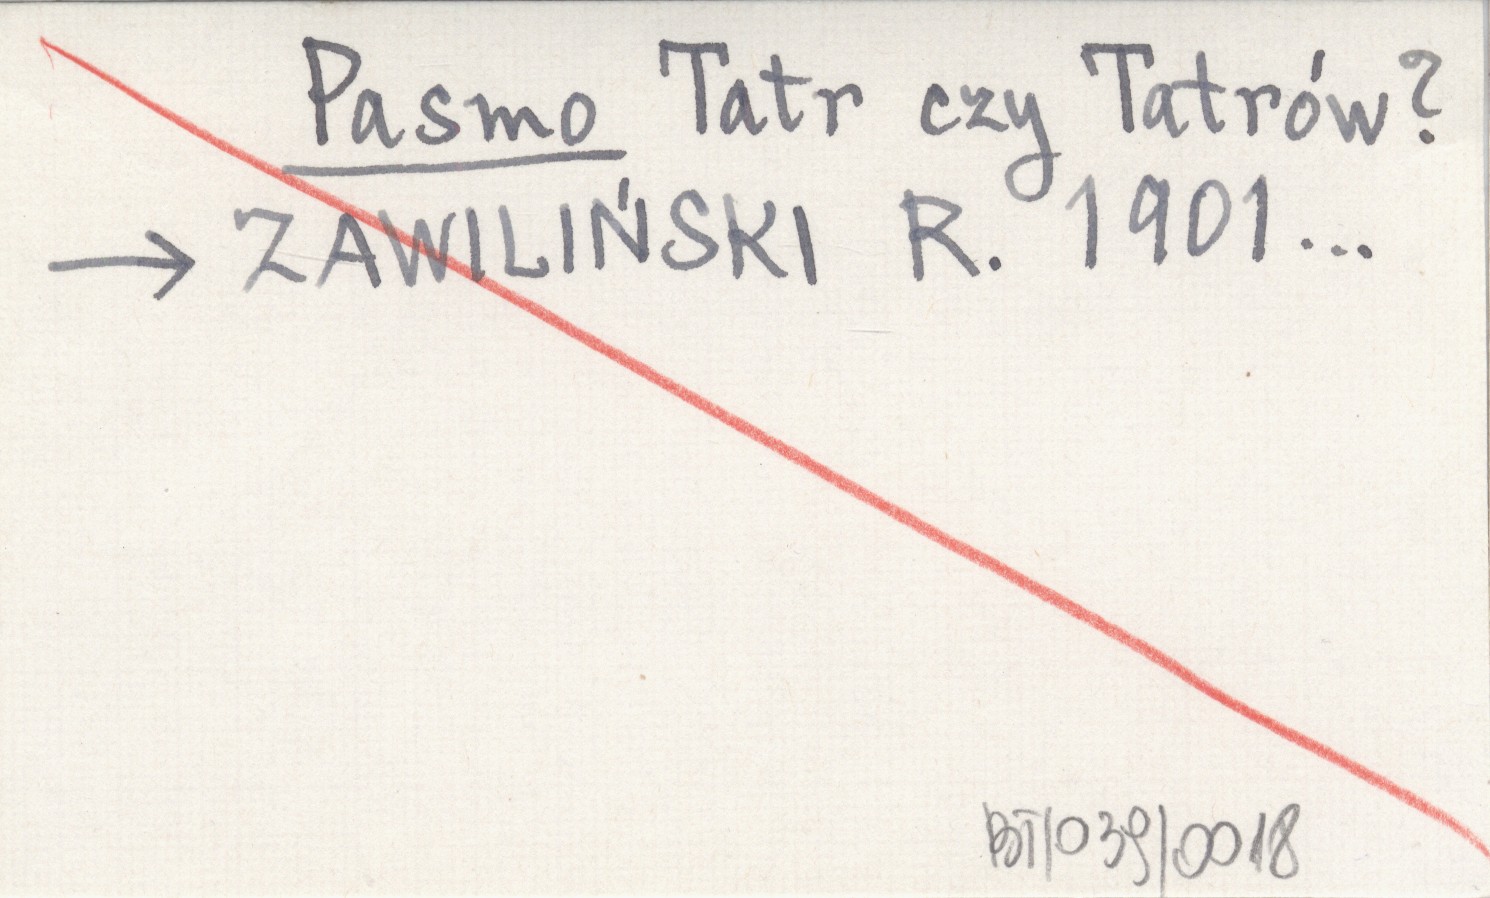 Pasmo Tatr czy Tatrów?
→ ZAWILIŃSKI R. 1901...
BT/039/0018